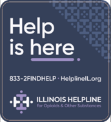 Help
is here.
833-2FINDHELP · HelplineIL.org
ILLINOIS HELPLINE
for Opioids & Other Substances